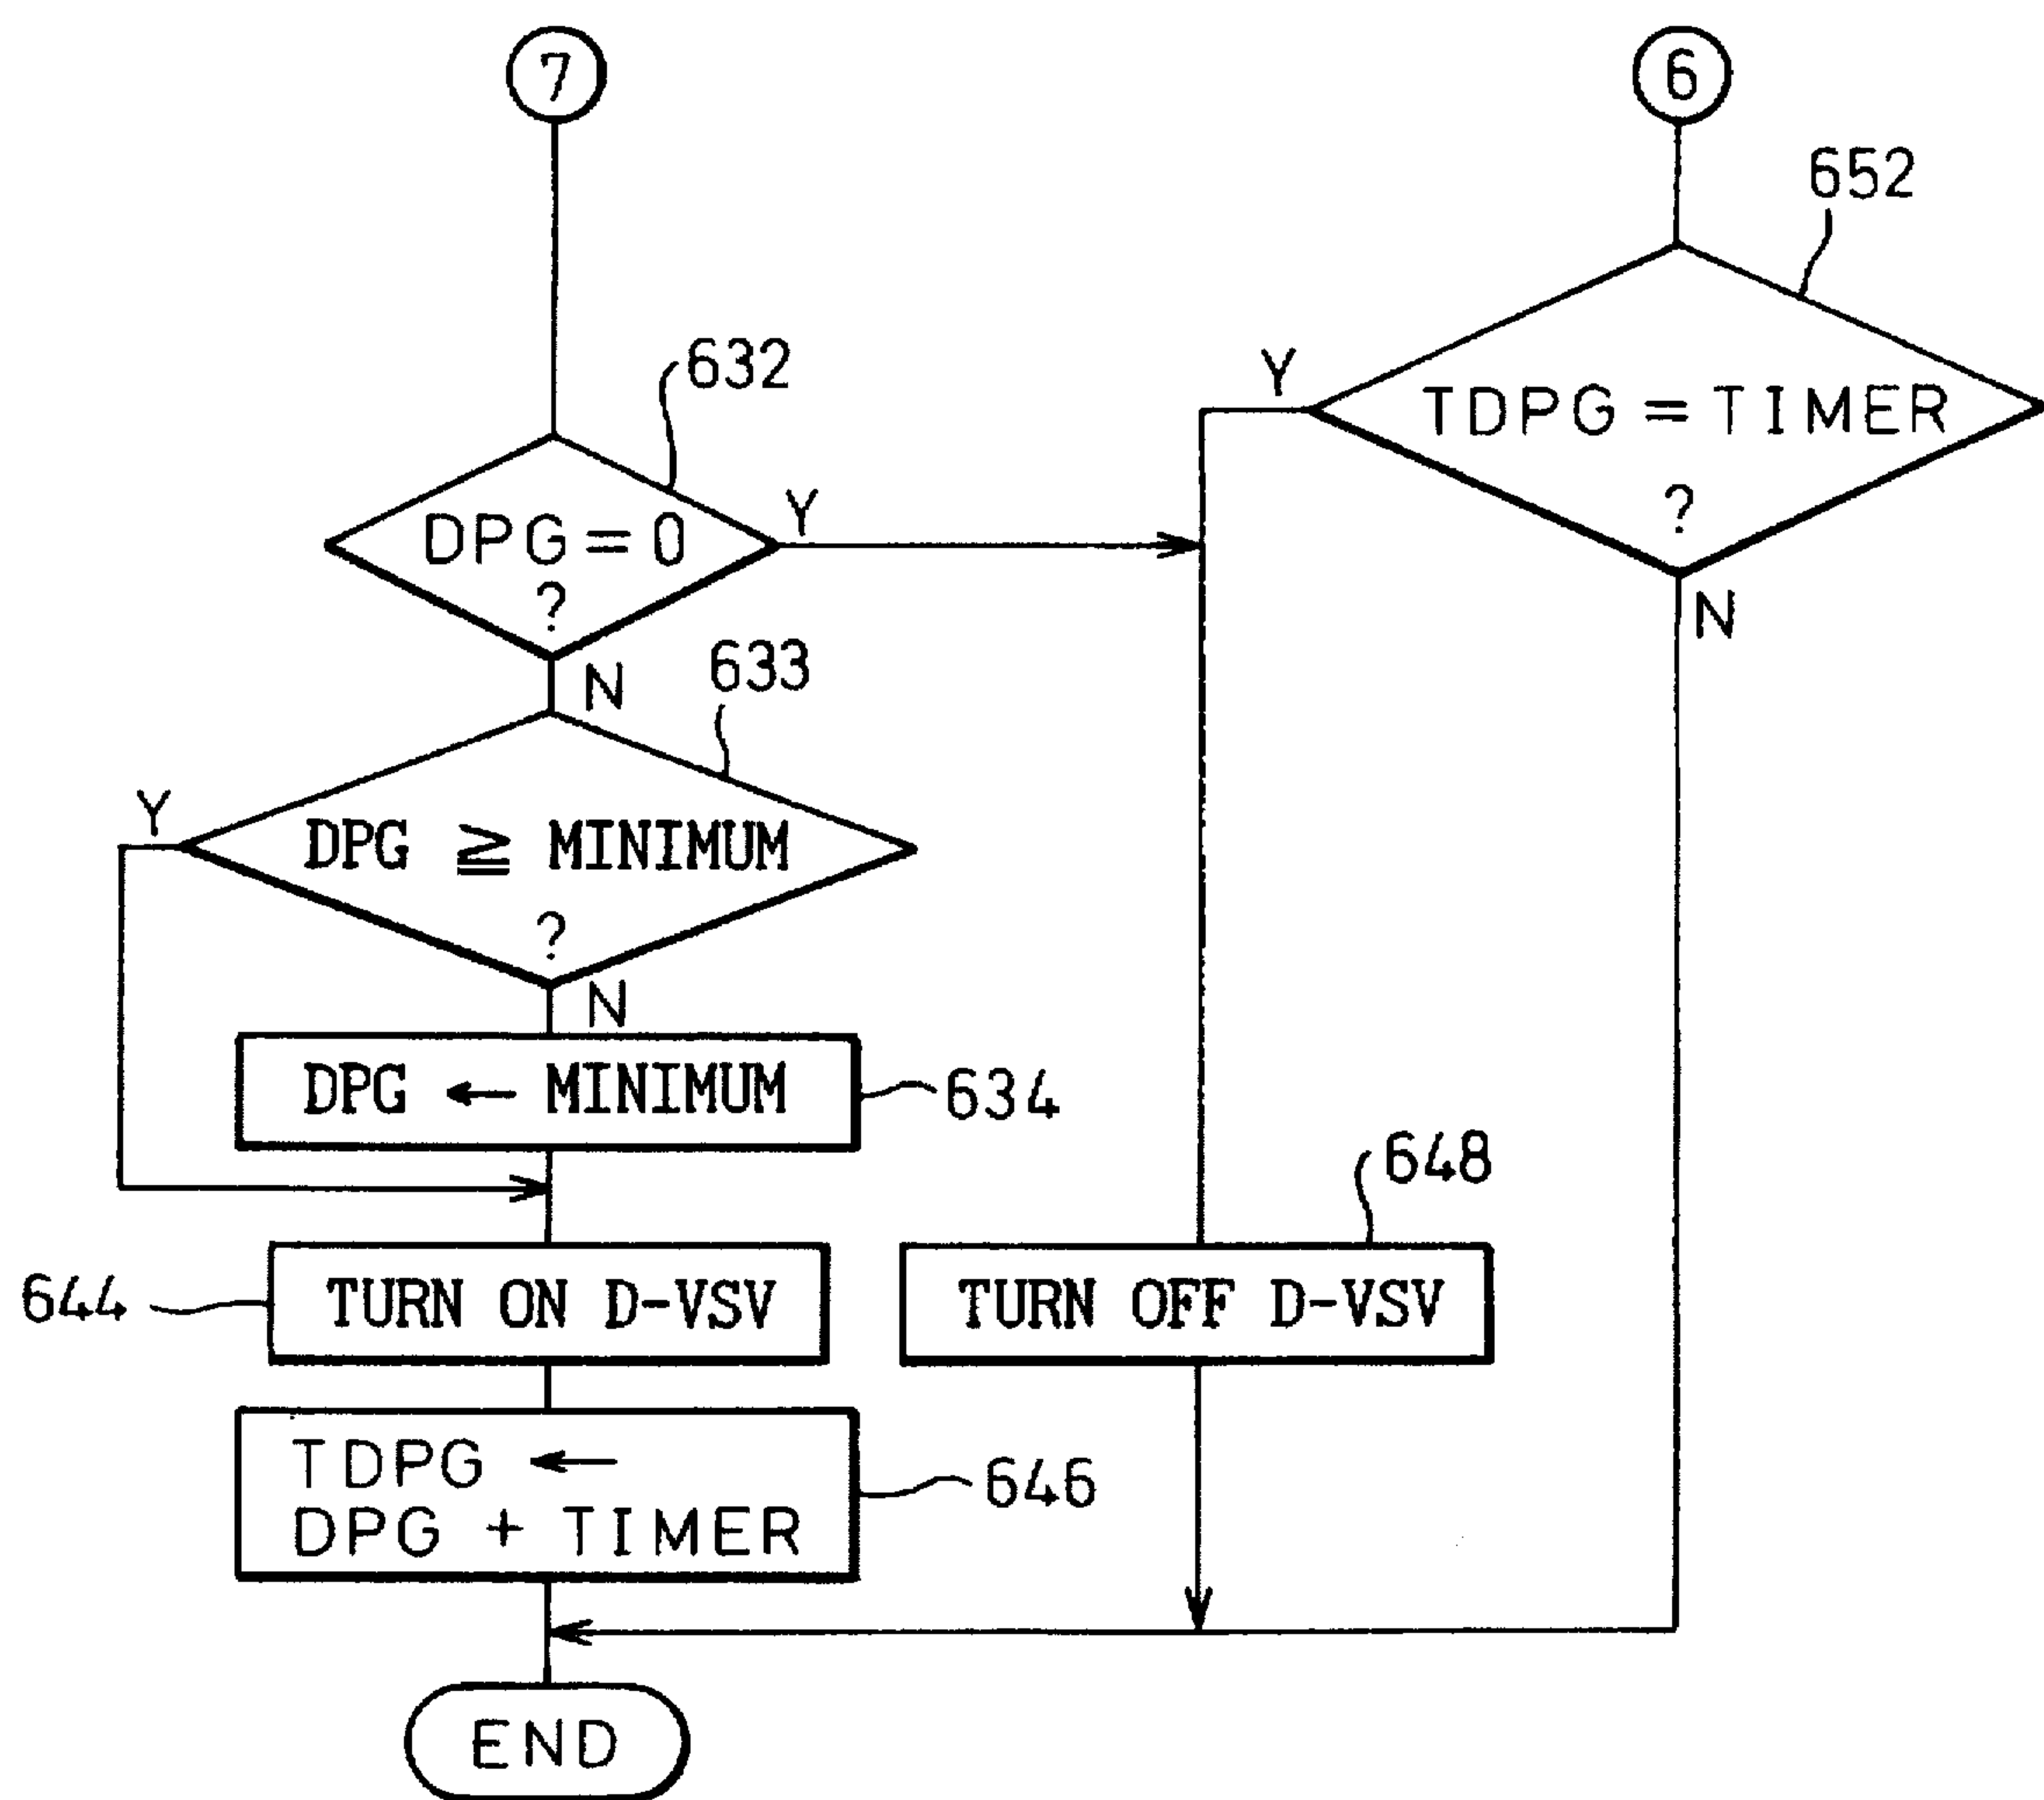 7
6
652
632
Y
TDPG = TIMER
?
N
Y
DPG = 0
?
N
633
Y
DPG ≧ MINIMUM
?
N
DPG ← MINIMUM
634
648
644
TURN ON D-VSV
TURN OFF D-VSV
TDPG ←
DPG + TIMER
646
END